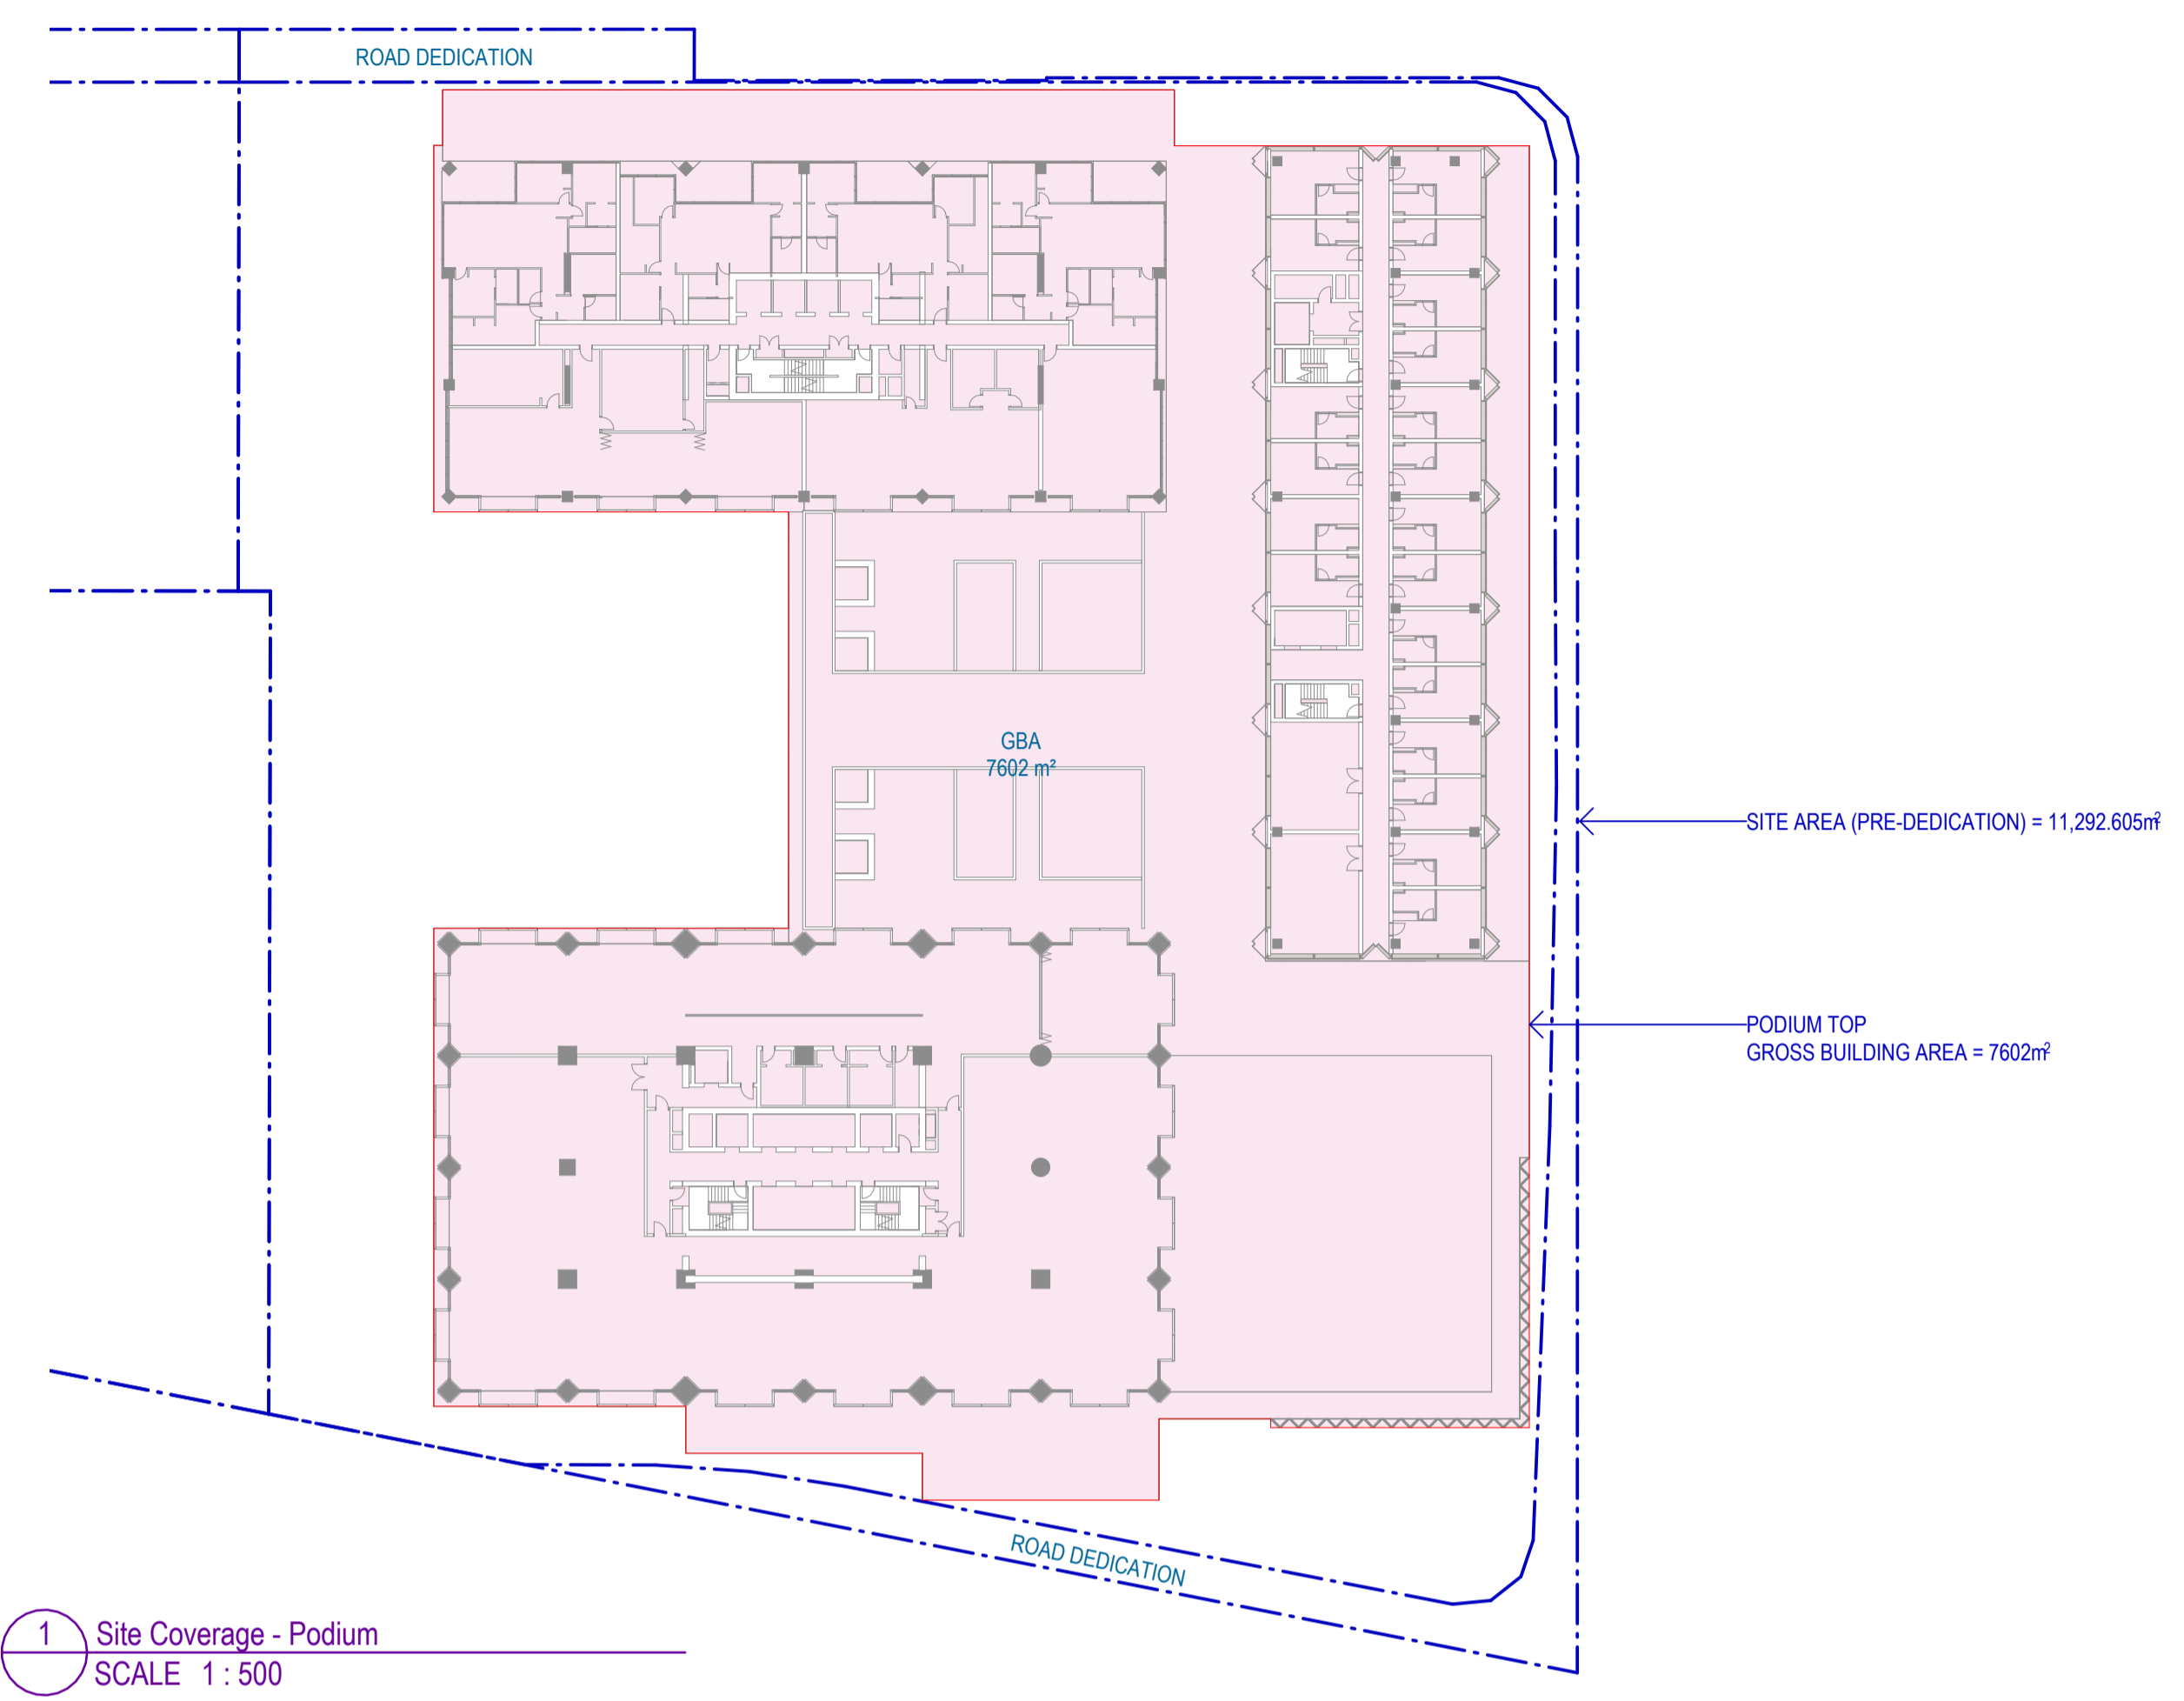 ROAD DEDICATION
GBA
7602 m²
SITE AREA (PRE-DEDICATION) = 11,292.605m²
PODIUM TOP
GROSS BUILDING AREA = 7602m²
ROAD DEDICATION
1
Site Coverage - Podium
SCALE 1 : 500